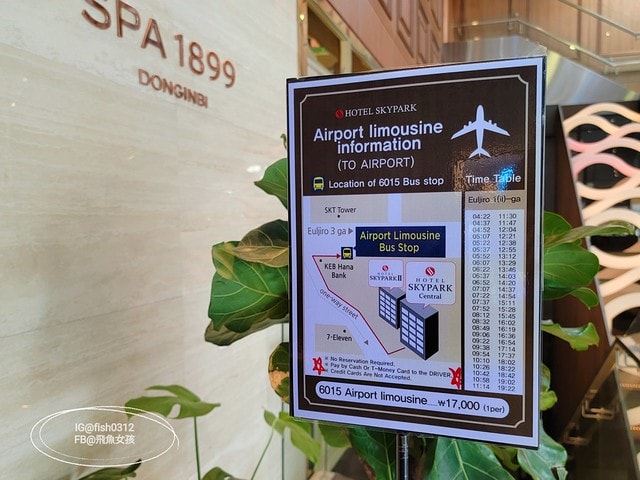 SPA 1899
DONGINBI
HOTEL SKYPARK
Airport limousine
information
(TO AIRPORT)
Location of 6015 Bus stop
Time Table
SKT Tower
Euljiro 3 ga
Airport Limousine
Bus Stop
KEB Hana
Bank
HOTEL
SKYPARK II
HOTEL
SKYPARK
Central
one-way street
7-Eleven
※ No Reservation Required.
※ Pay by Cash Or T-Money Card to the DRIVER.
※ Credit Cards Are Not Accepted.
6015 Airport limousine....₩17,000 (1per)
04:22 11:30
04:37 11:47
04:52 12:04
05:07 12:21
05:22 12:38
05:37 12:55
05:52 13:12
06:07 13:29
06:22 13:46
06:37 14:03
06:52 14:20
07:07 14:37
07:22 14:54
07:37 15:11
07:52 15:28
08:12 15:45
08:32 16:02
08:49 16:19
09:06 16:36
09:22 16:54
09:38 17:14
09:54 17:37
10:10 18:02
10:26 18:22
10:42 18:42
10:58 19:02
11:14 19:22
IG@fish0312
FB@飛魚女孩